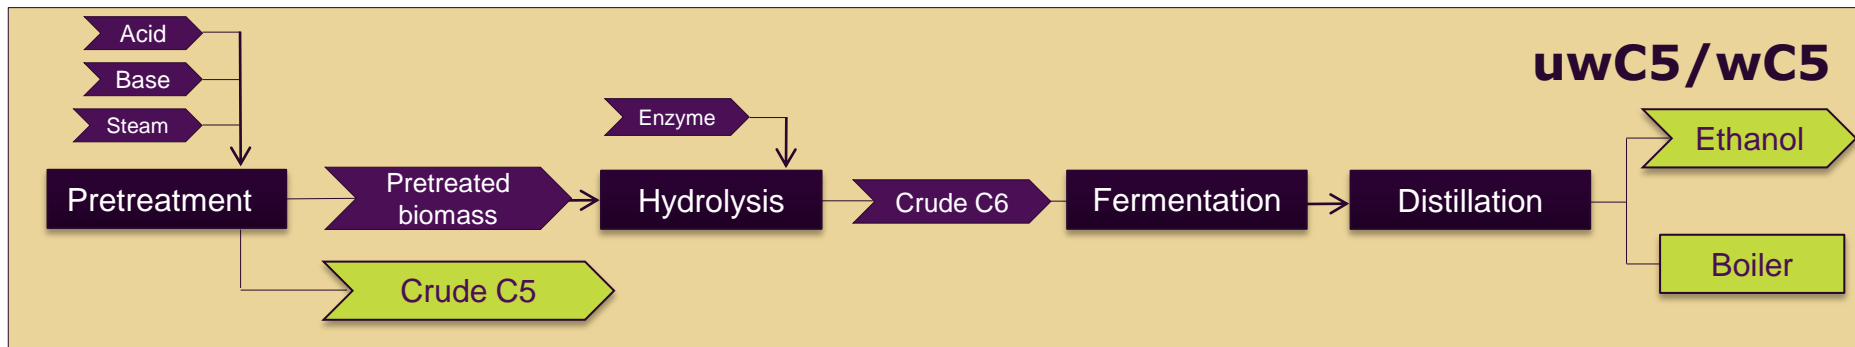 uwC5/wC5
Acid
Base
Steam
Pretreatment
Pretreated
biomass
Crude C5
Enzyme
Hydrolysis
Crude C6
Fermentation
Distillation
Ethanol
Boiler